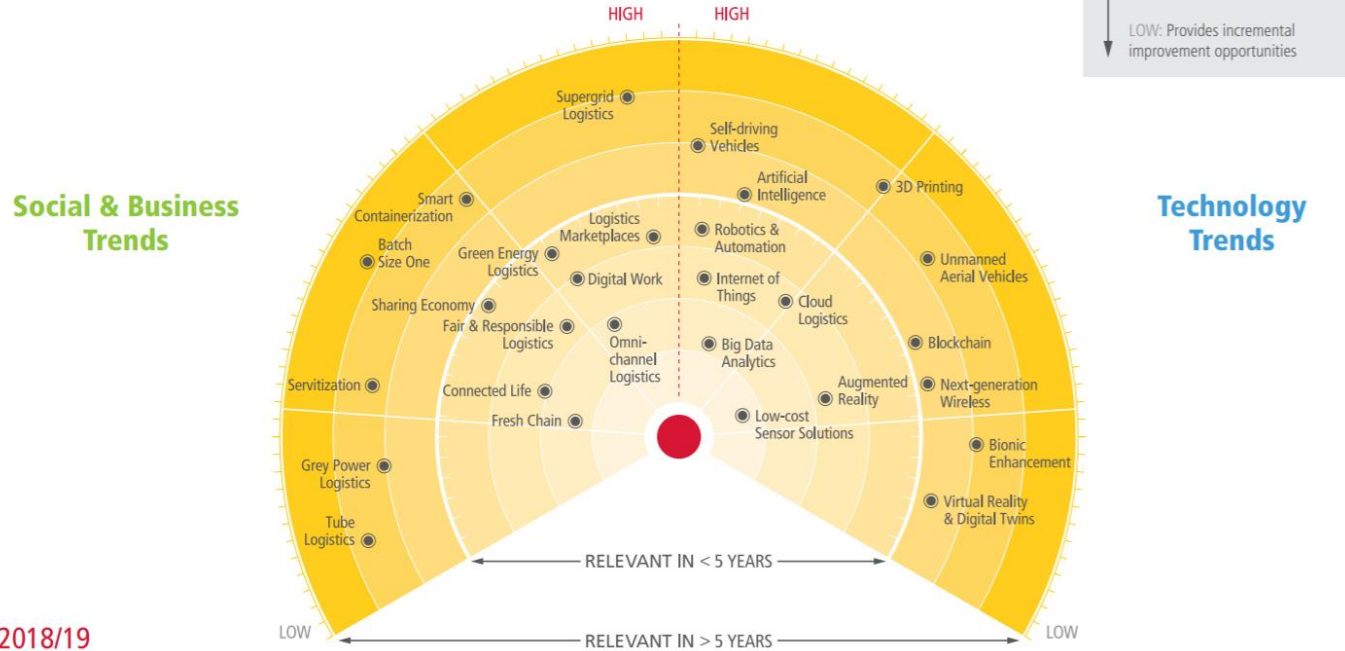 HIGH
HIGH
LOW: Provides incremental
improvement opportunities
Social & Business
Trends
Technology
Trends
Supergrid
Logistics
Self-driving
Vehicles
Smart
Containerization
Artificial
Intelligence
3D Printing
Logistics
Marketplaces
Robotics &
Automation
Batch
Size One
Green Energy
Logistics
Unmanned
Aerial Vehicles
Digital Work
Internet of
Things
Sharing Economy
Cloud
Logistics
Fair & Responsible
Logistics
Omni-
channel
Logistics
Big Data
Analytics
Blockchain
Servitization
Connected Life
Augmented
Reality
Next-generation
Wireless
Fresh Chain
Low-cost
Sensor Solutions
Bionic
Enhancement
Grey Power
Logistics
Virtual Reality
& Digital Twins
Tube
Logistics
RELEVANT IN < 5 YEARS
LOW
RELEVANT IN > 5 YEARS
LOW
2018/19